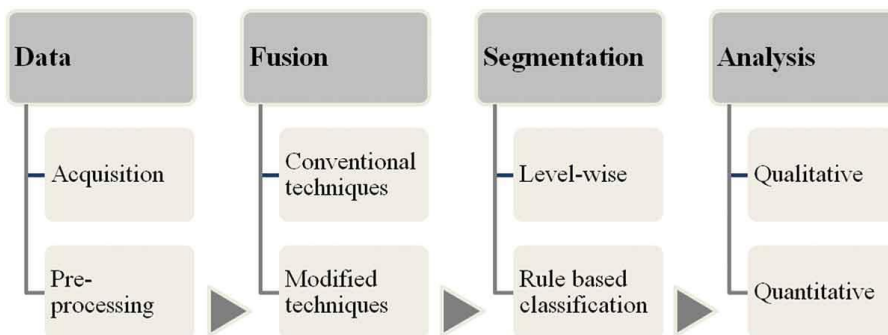 Data
Acquisition
Pre-
processing
Fusion
Conventional
techniques
Modified
techniques
Segmentation
Level-wise
Rule based
classification
Analysis
Qualitative
Quantitative